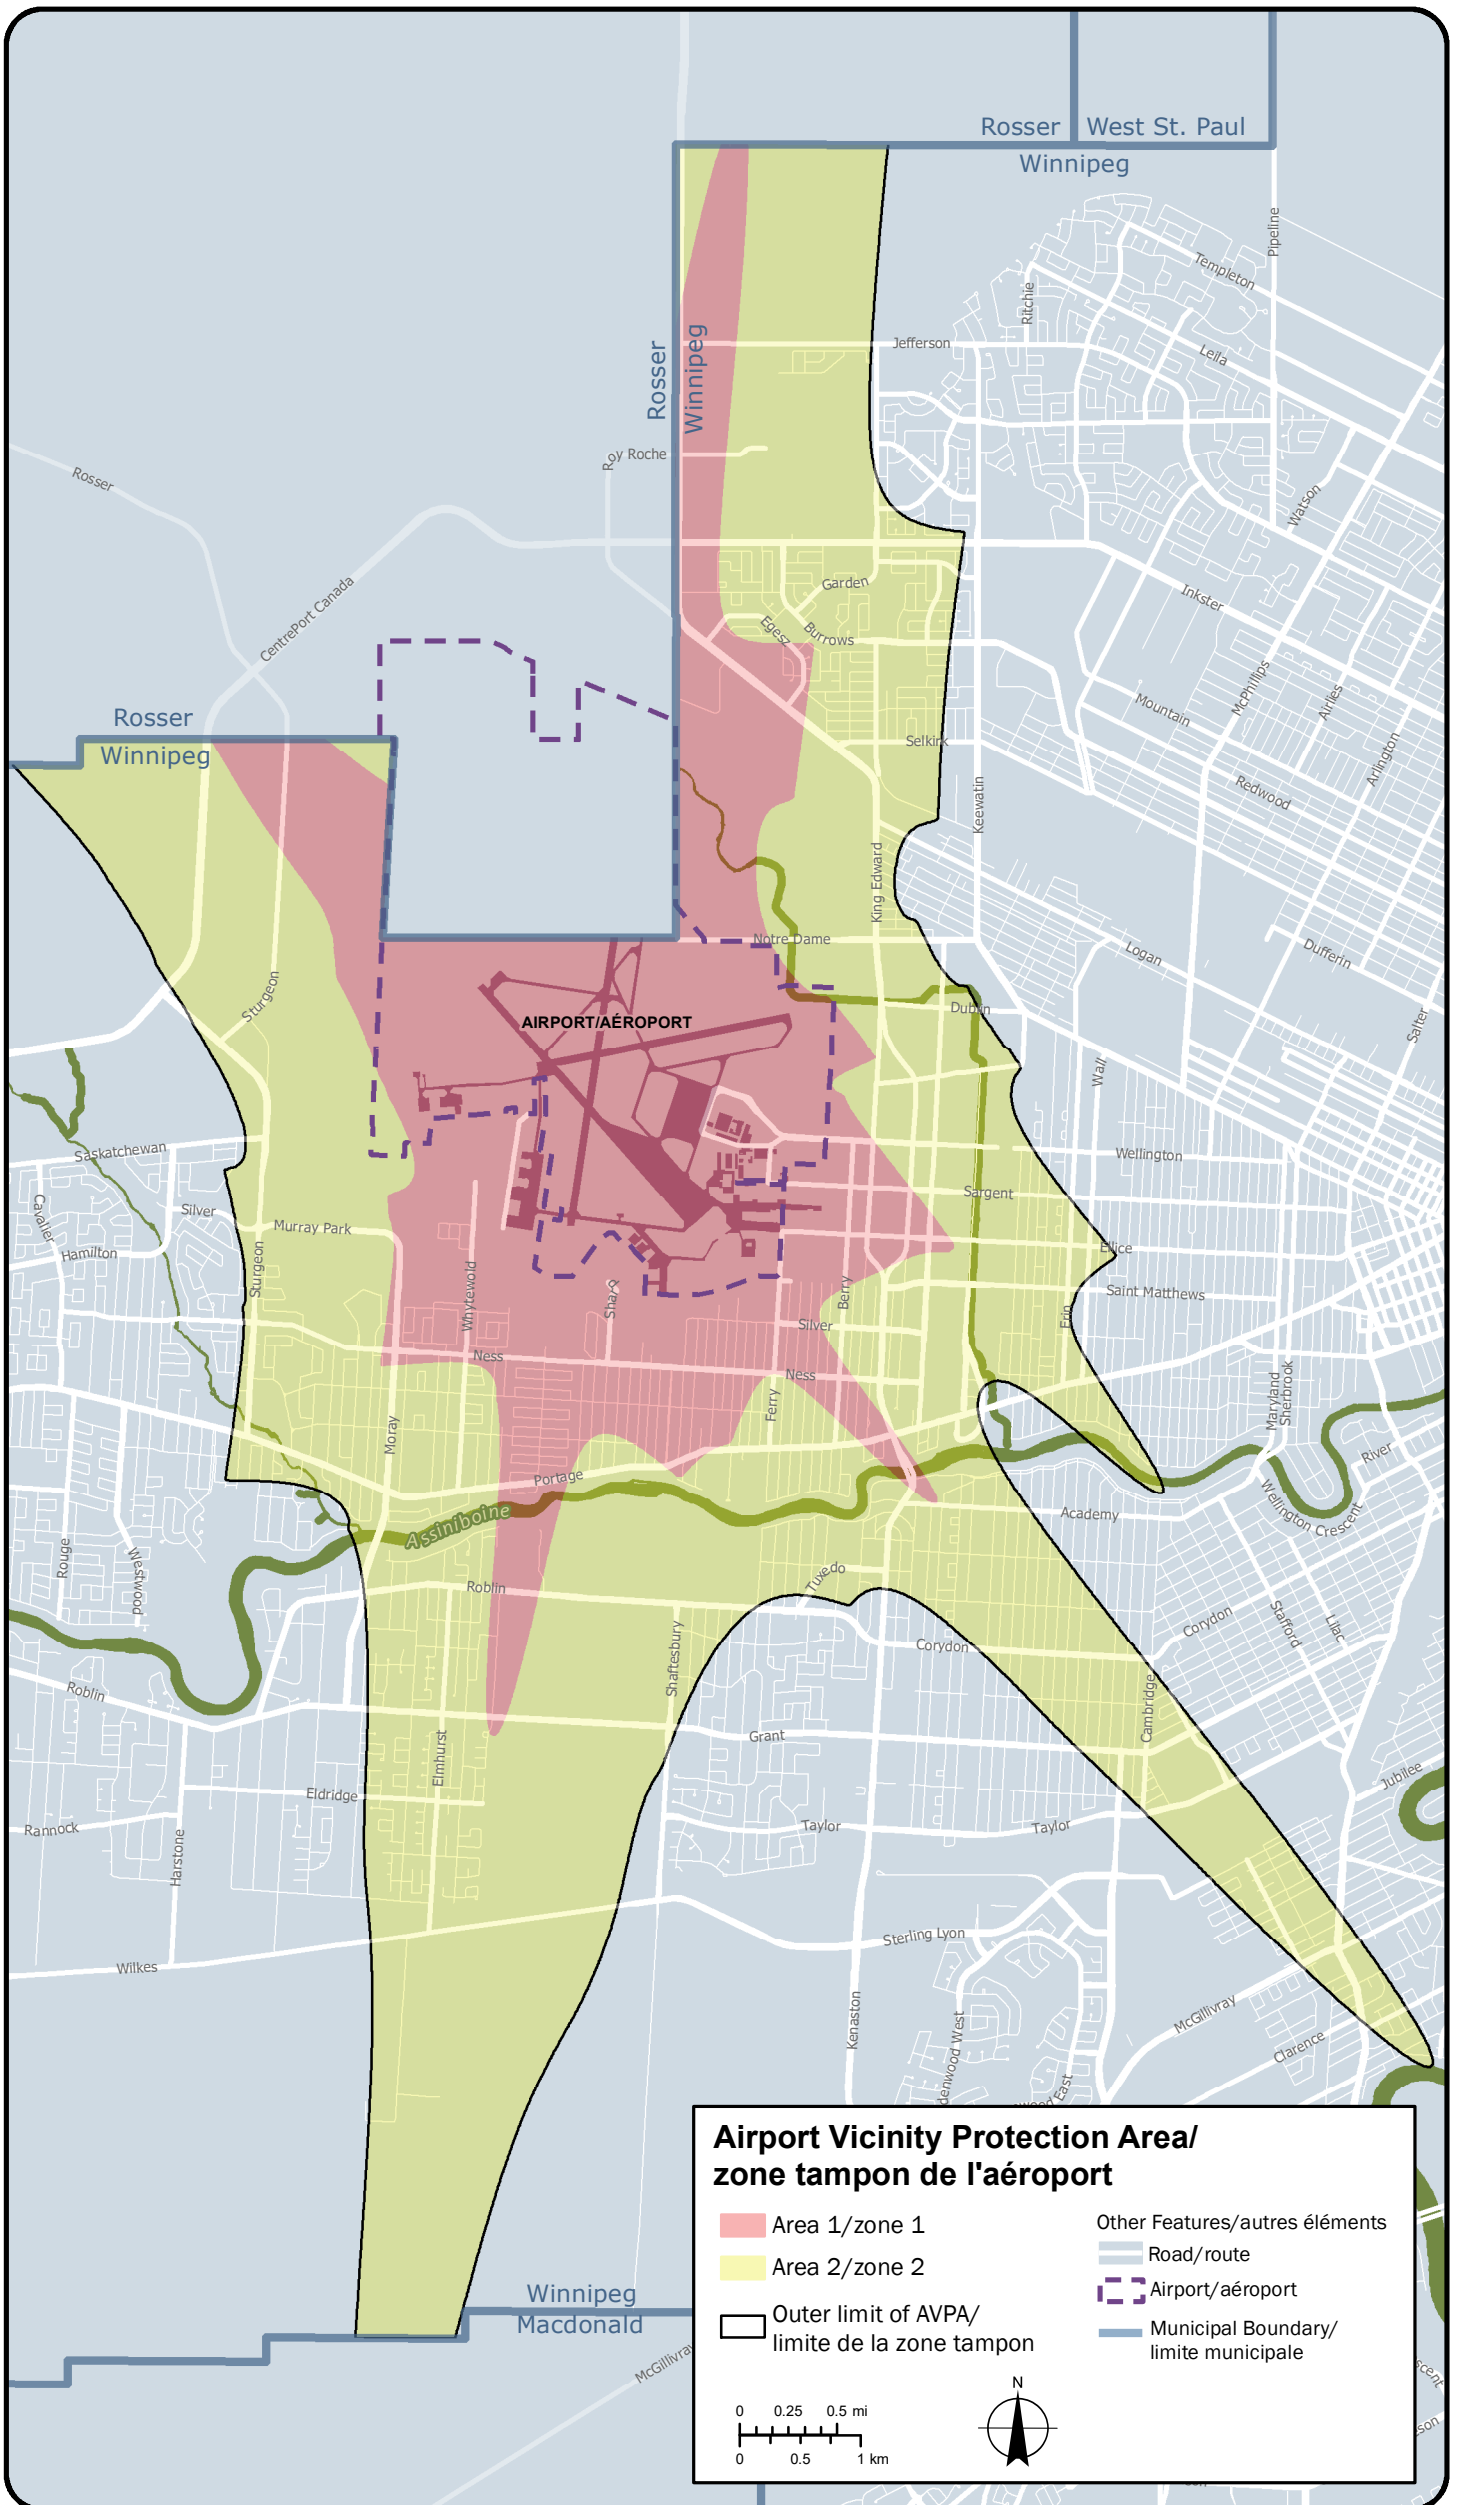 Rosser
West St. Paul
Winnipeg
Pipeline
Templeton
Ritchie
Jefferson
Leila
Rosser
Winnipeg
Roy Roche
Rosser
Watson
CentrePort Canada
Garden
Inkster
Egesz
Burrows
McPhillips
Airlies
Mountain
Rosser
Winnipeg
Selkirk
Arlington
Redwood
Keewatin
King Edward
Notre Dame
Logan
Dufferin
Sturgeon
AIRPORT/AÉROPORT
Dublin
Salter
Wall
Saskatchewan
Wellington
Cavalier
Silver
Sargent
Murray Park
Hamilton
Ellice
Sturgeon
Whytewold
Sharp
Berry
Saint Matthews
Erin
Silver
Ness
Ness
Maryland
Sherbrook
Ferry
Moray
River
Portage
Assiniboine
Academy
Wellington Crescent
Rouge
Westwood
Tuxedo
Roblin
Stafford
Lilac
Corydon
Corydon
Shaftesbury
Roblin
Cambridge
Grant
Elmhurst
Jubilee
Eldridge
Rannock
Taylor
Taylor
Harstone
Sterling Lyon
Wilkes
Kenaston
McGillivray
Clarence
denwood West
wood East
Airport Vicinity Protection Area/
zone tampon de l'aéroport
Area 1/zone 1
Area 2/zone 2
Outer limit of AVPA/
limite de la zone tampon
Other Features/autres éléments
Road/route
Airport/aéroport
Municipal Boundary/
limite municipale
N
0 0.25 0.5 mi
0 0.5 1 km
Winnipeg
Macdonald
McGillivray
scent
son